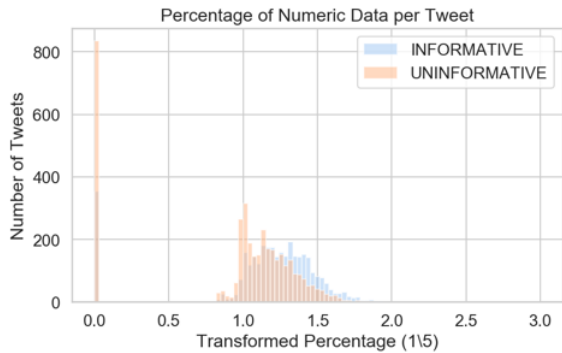 Percentage of Numeric Data per Tweet
INFORMATIVE
UNINFORMATIVE
Number of Tweets
800
600
400
200
0
0.0 0.5 1.0 1.5 2.0 2.5 3.0
Transformed Percentage (1\5)